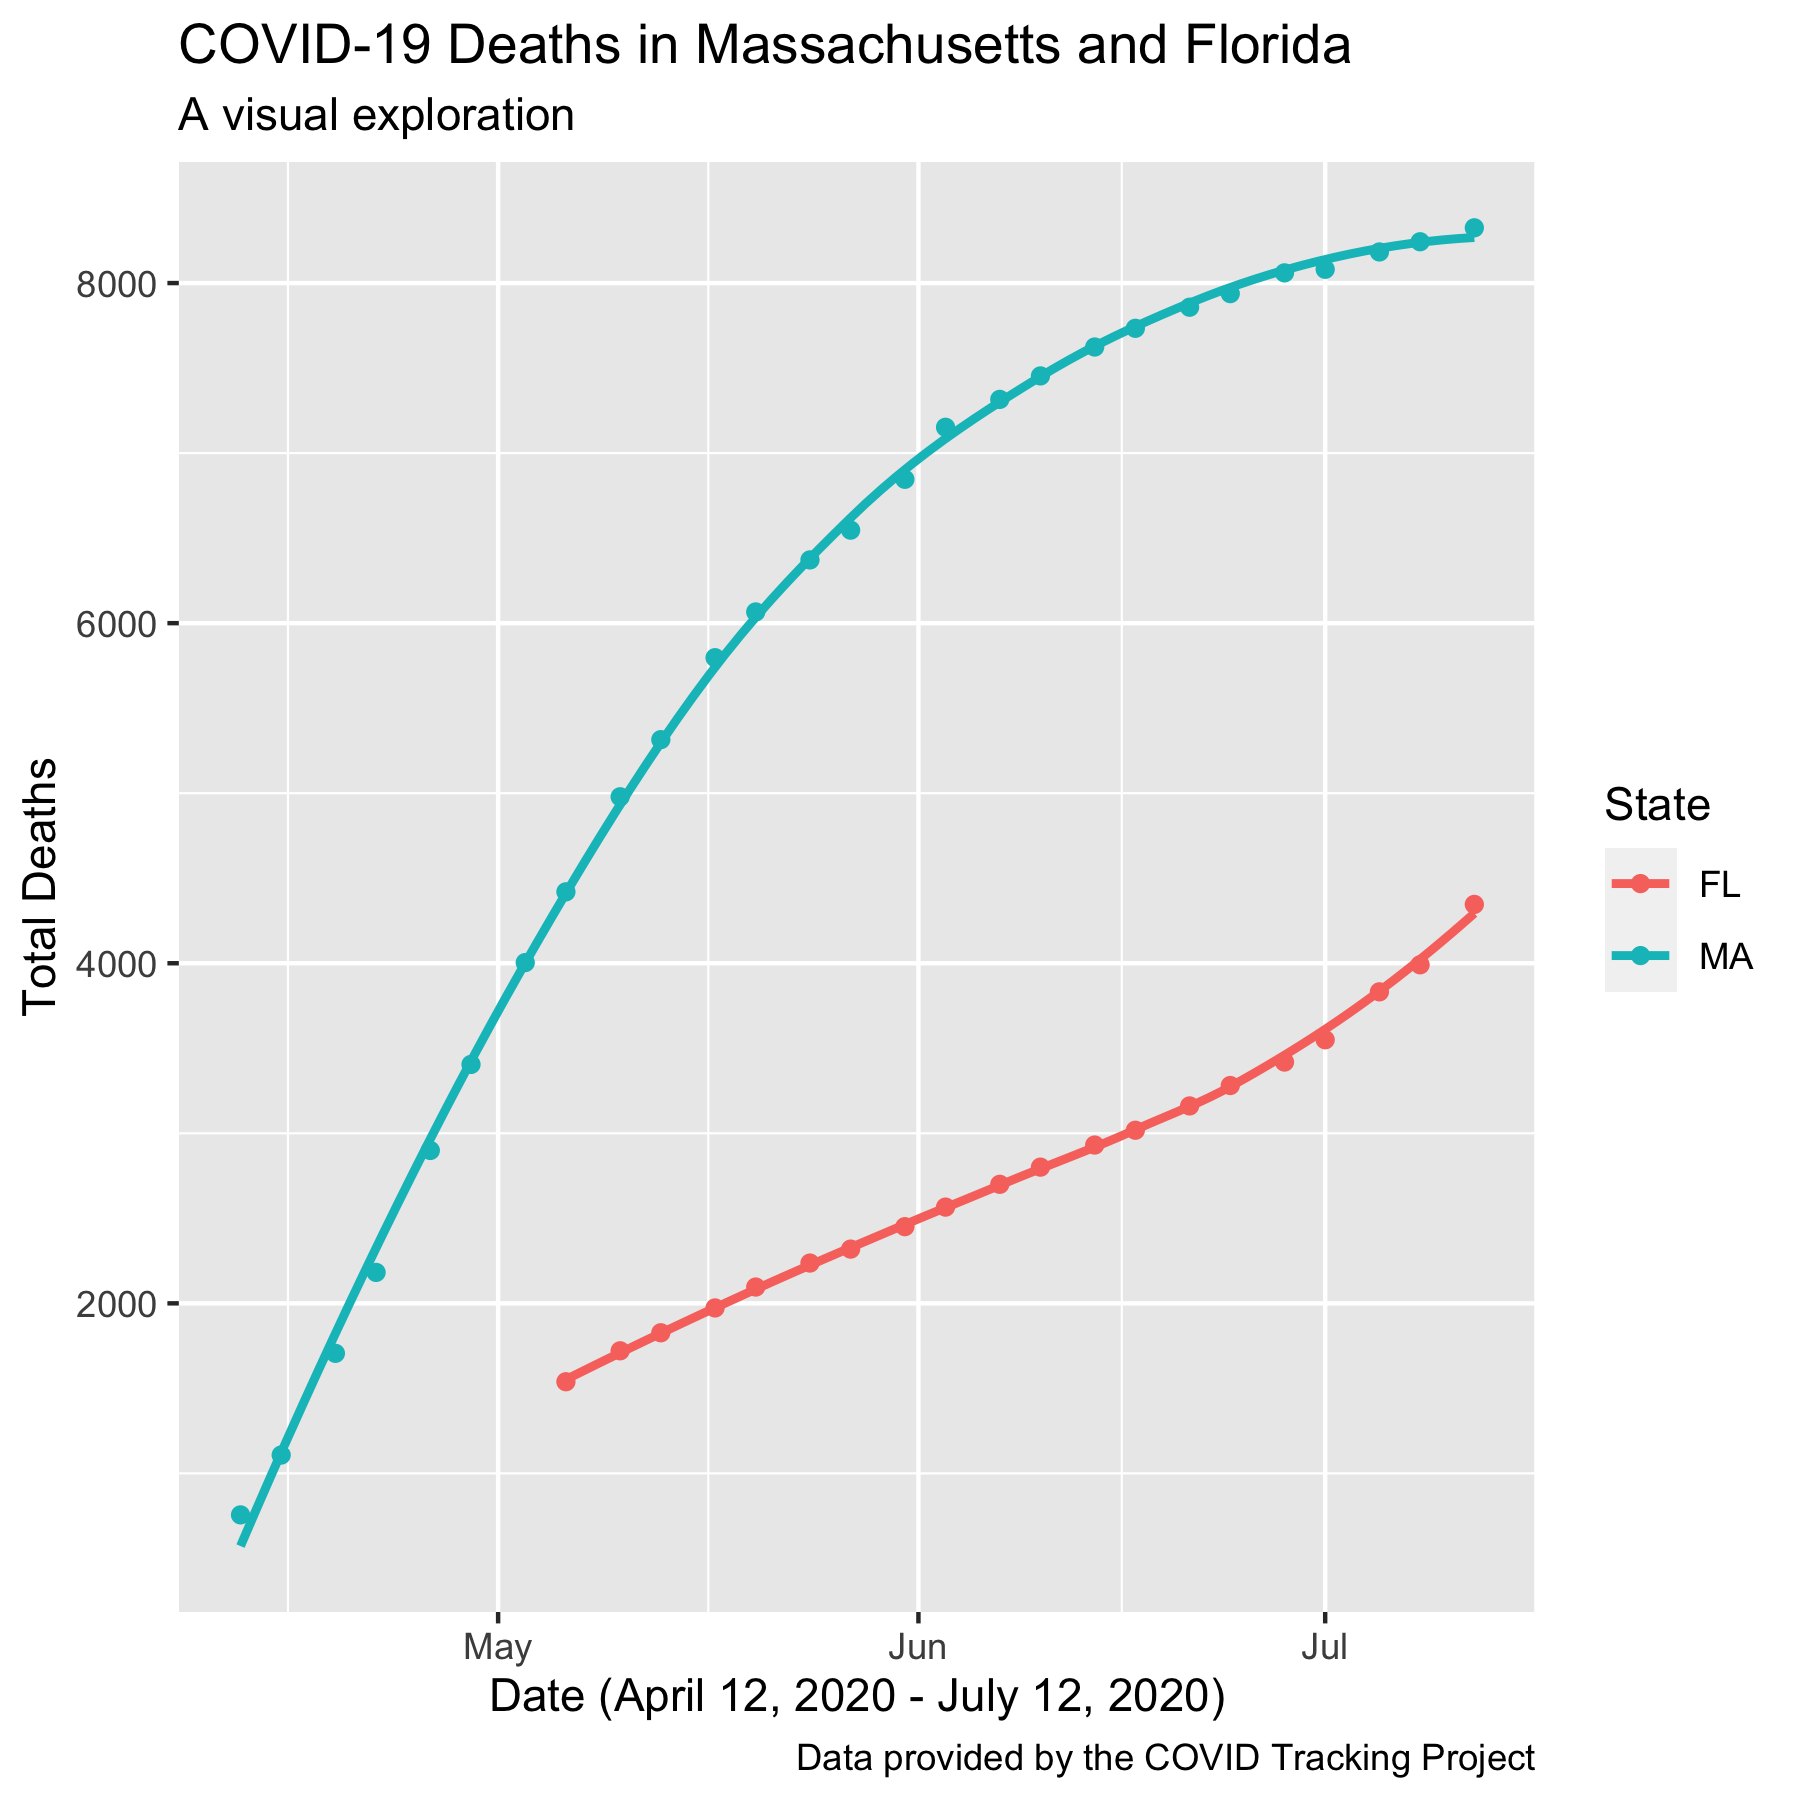 COVID-19 Deaths in Massachusetts and Florida
A visual exploration
Total Deaths
8000
6000
4000
2000
May
Jun
Jul
Date (April 12, 2020 - July 12, 2020)
State
FL
MA
Data provided by the COVID Tracking Project